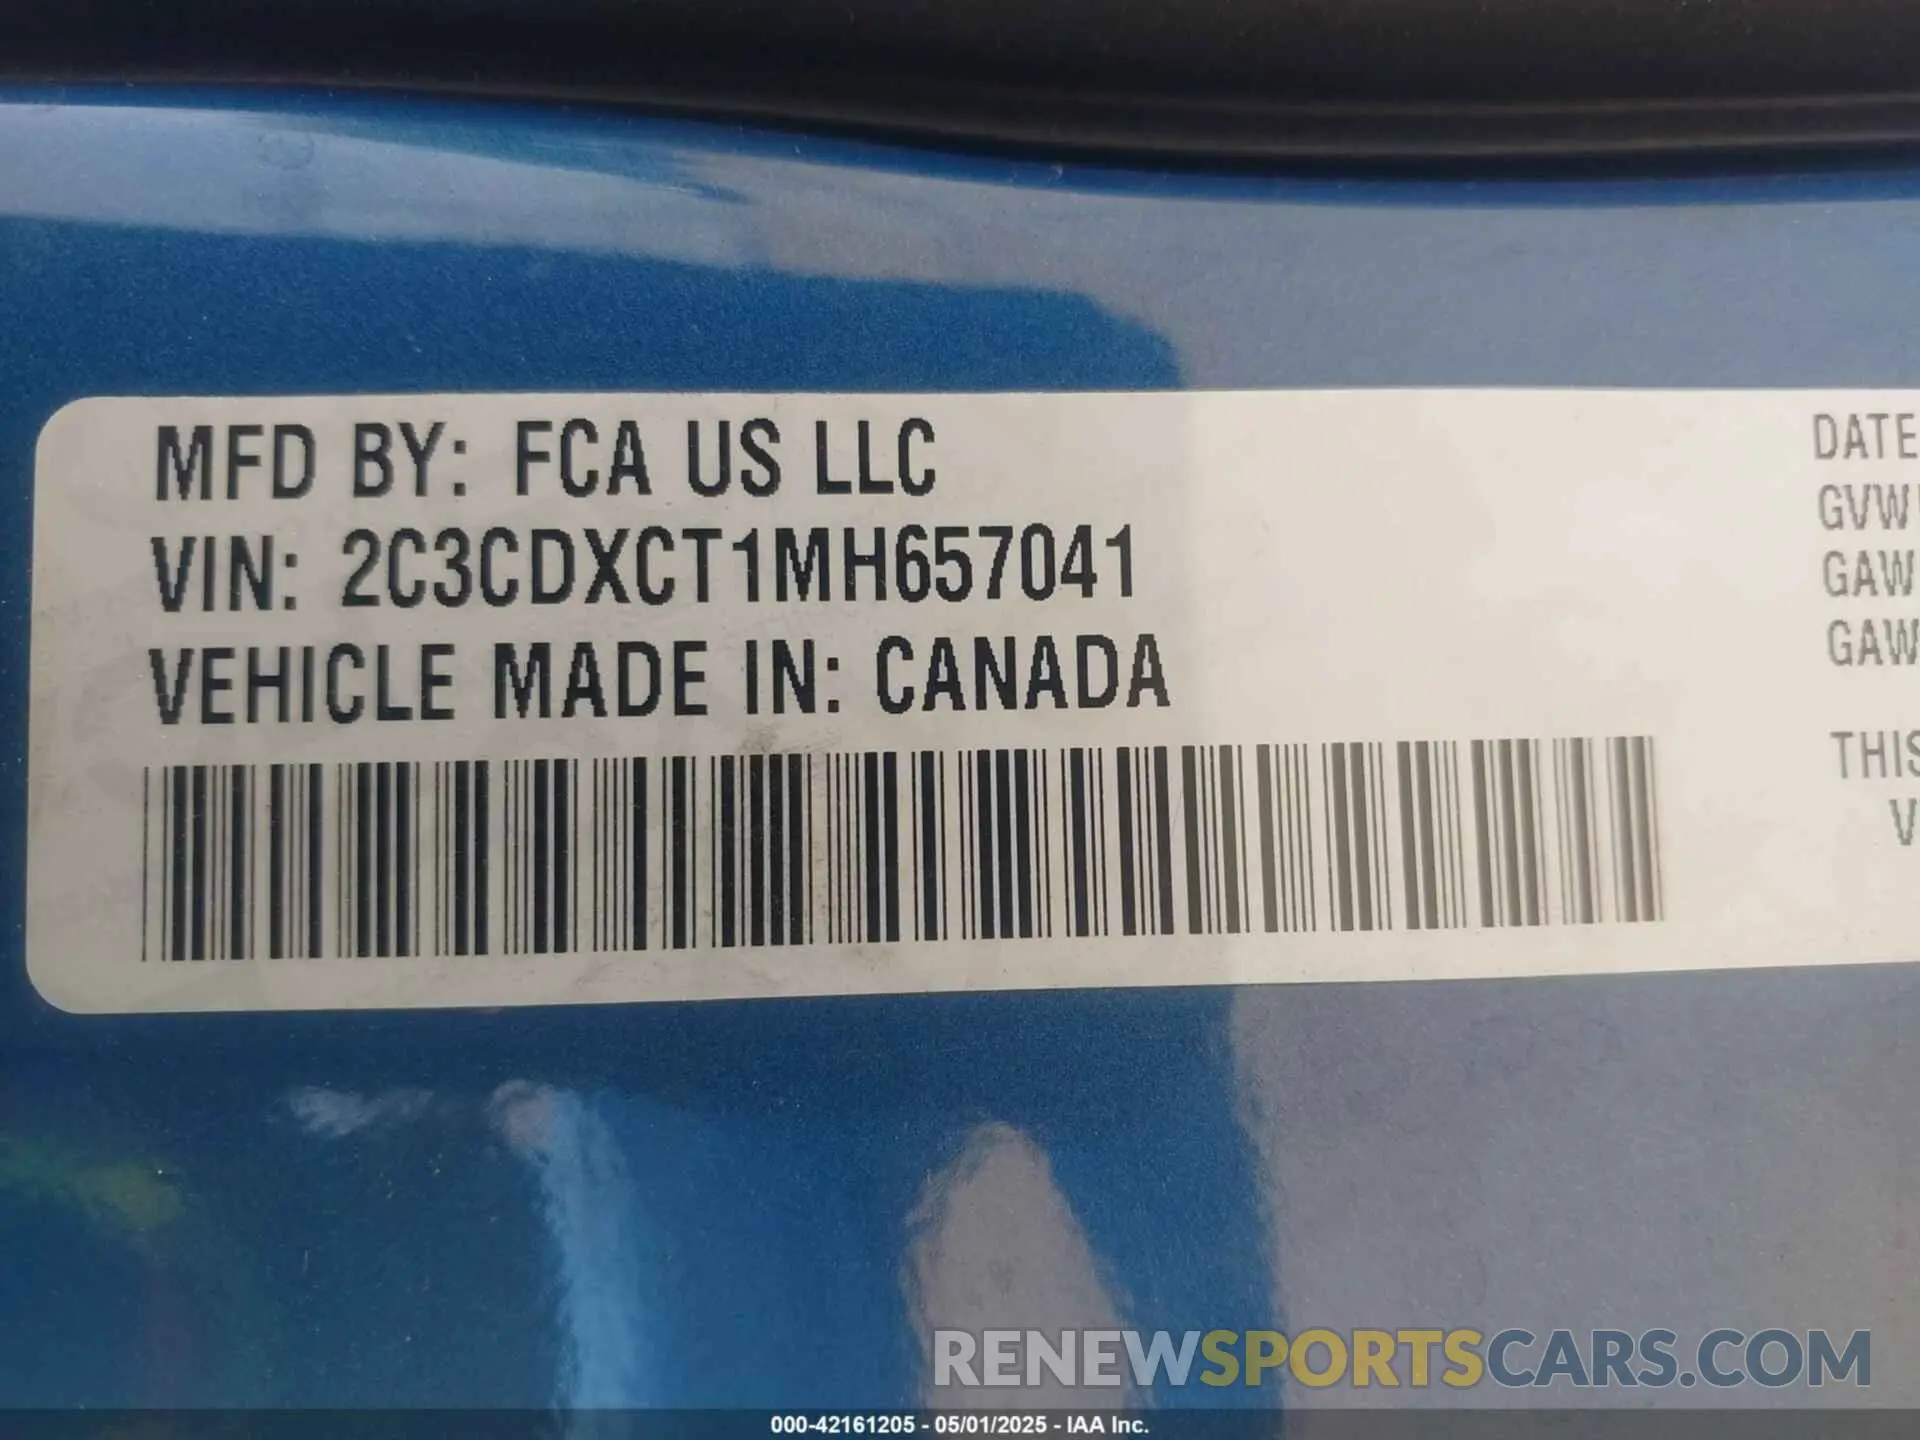 MFD BY: FCA US LLC
VIN: 2C3CDXCT1MH657041
VEHICLE MADE IN: CANADA
DATE
GVW
GAW
GAW
THIS
V
RENEWSPORTSCARS.COM
000-42161205 - 05/01/2025 - IAA Inc.